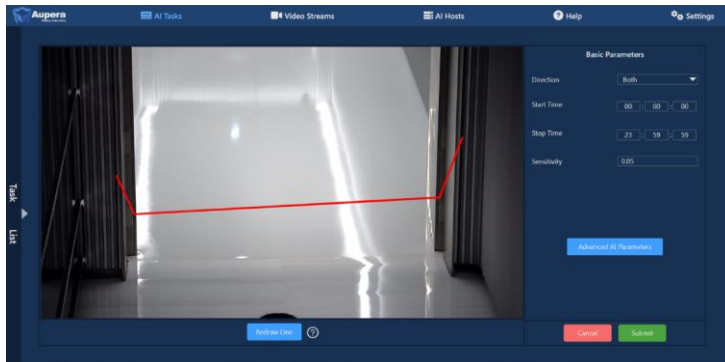 Aupera
AI Tasks
Video Streams
AI Hosts
Help
Settings
Task List
Basic Parameters
Direction
Both
Start Time
00 : 00 : 00
Stop Time
23 : 59 : 59
Sensitivity
0.05
Advanced AI Parameters
Redraw Line
Cancel
Submit